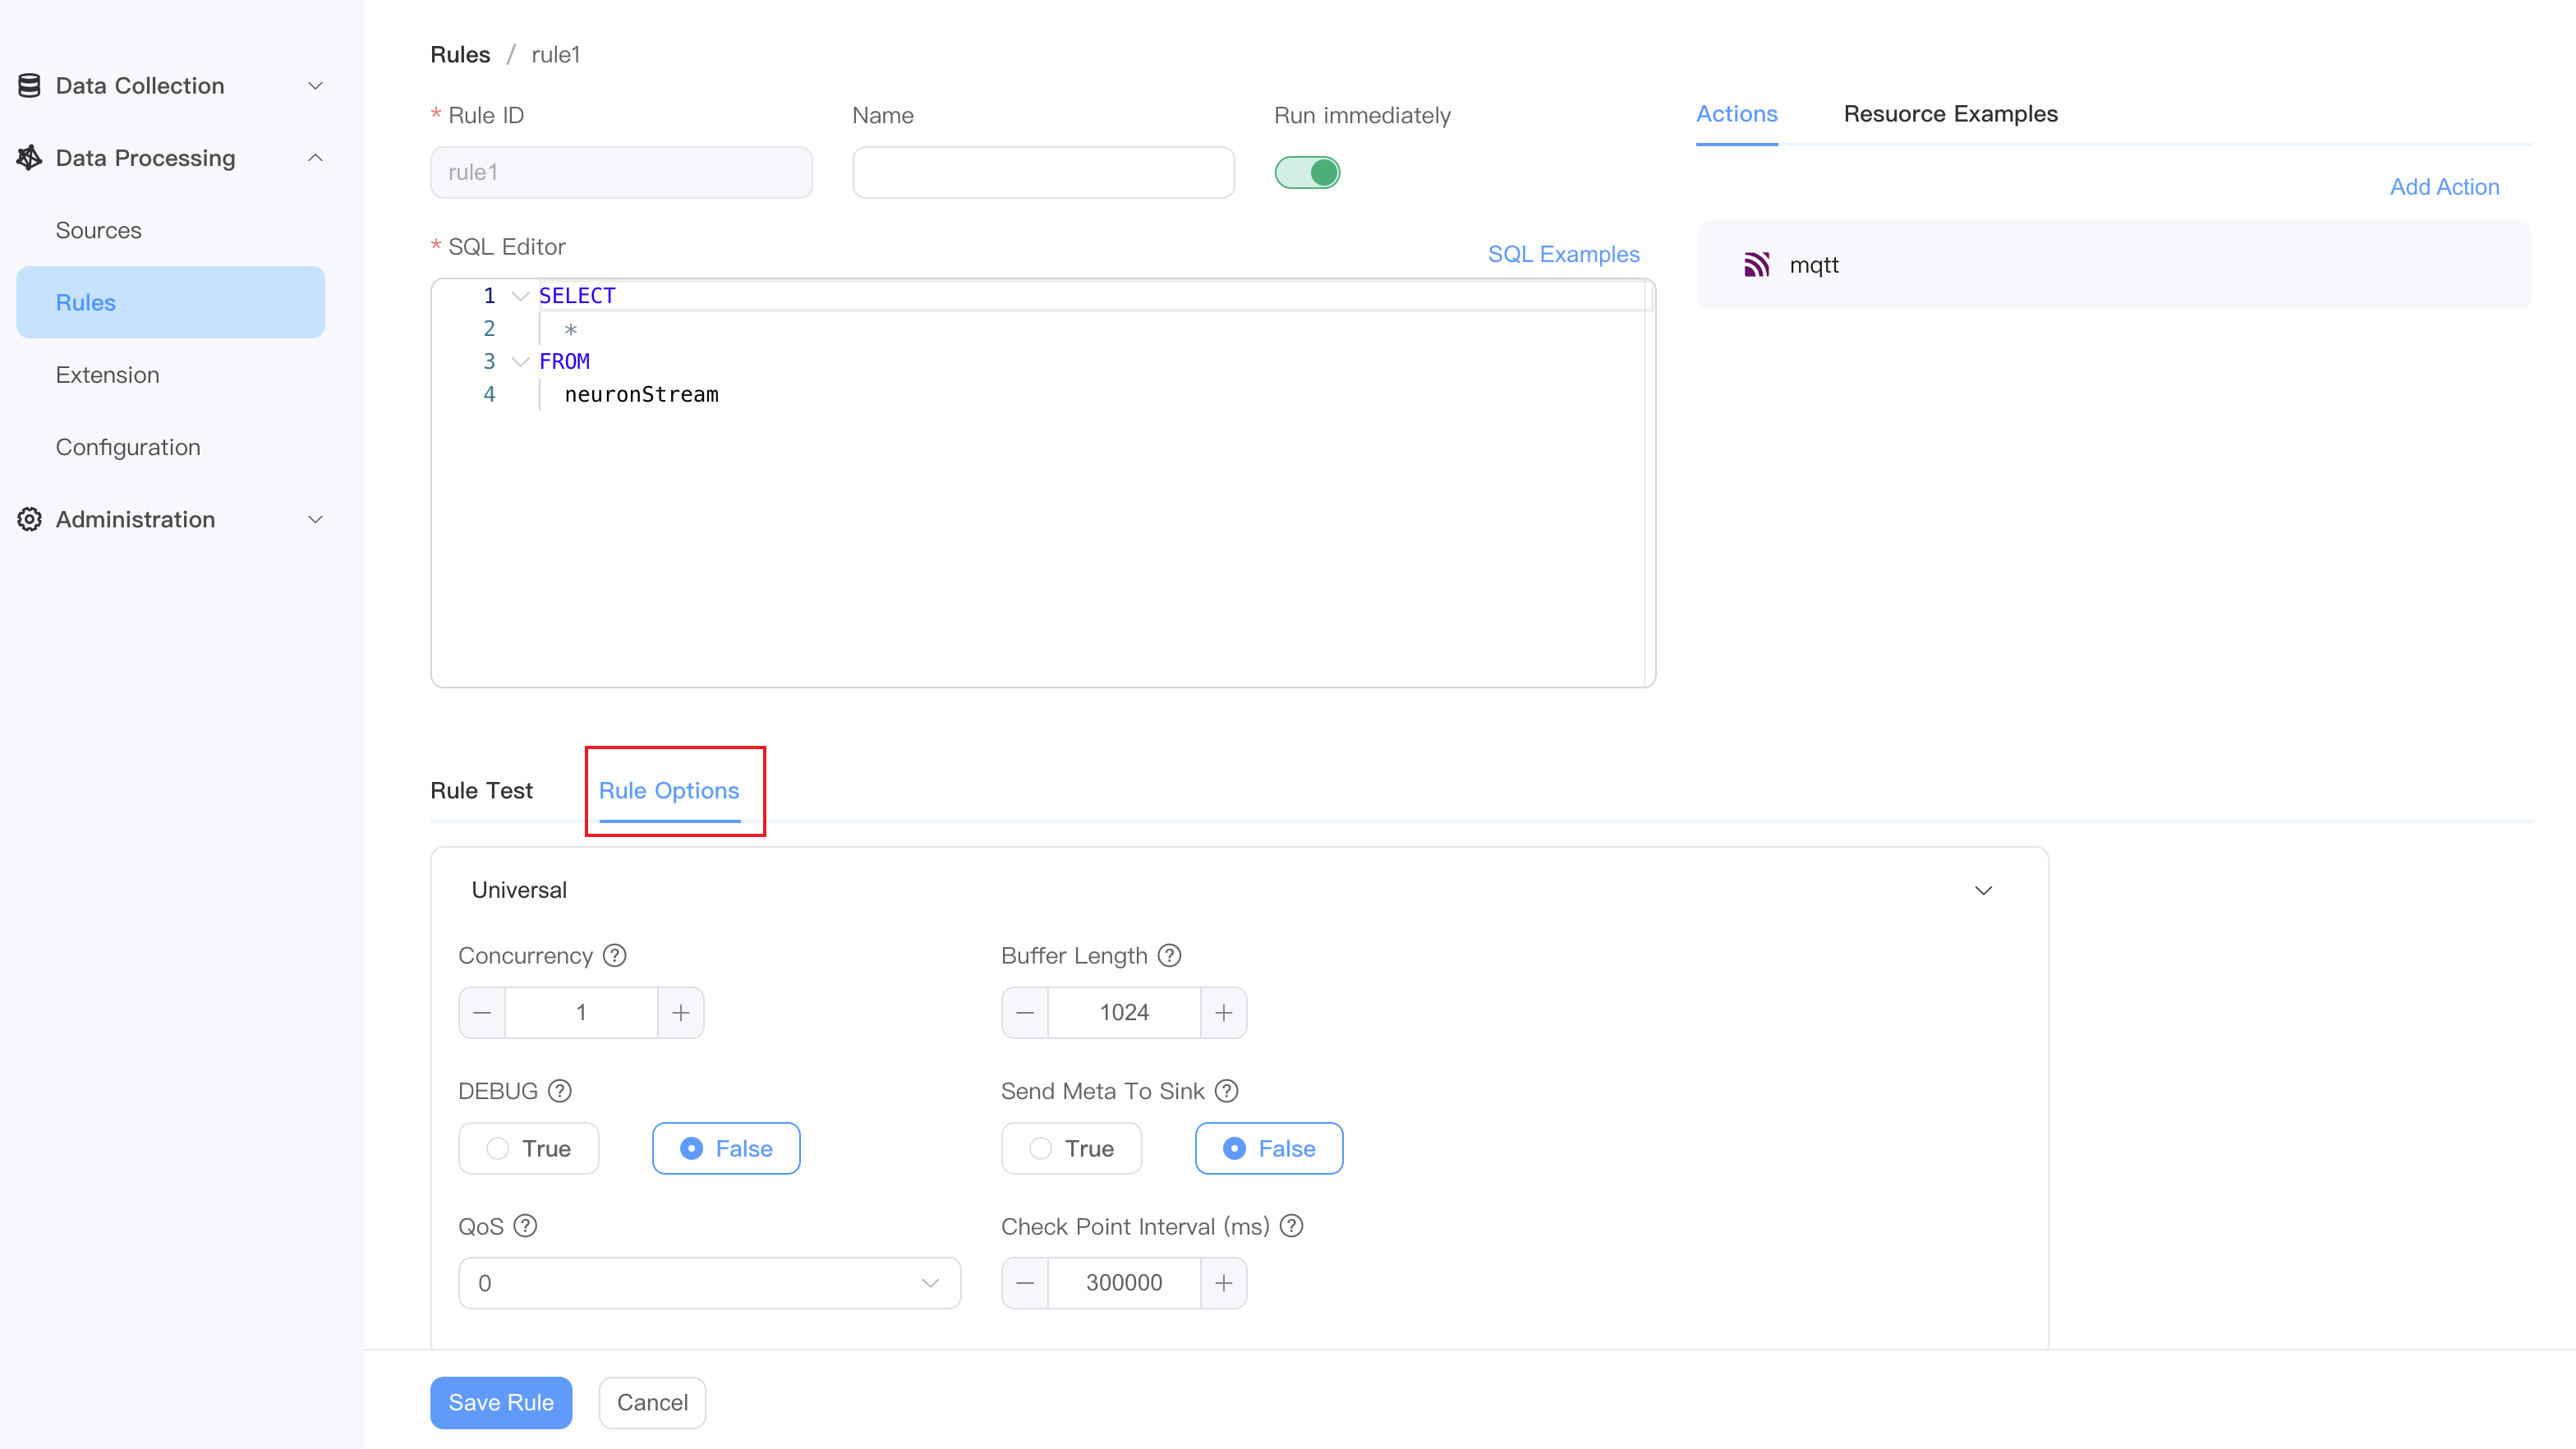 Data Collection
Data Processing
Sources
Rules
Extension
Configuration
Administration
Rules / rule1
* Rule ID
Name
Run immediately
rule1
* SQL Editor
SQL Examples
1 SELECT
2 *
3 FROM
4 neuronStream
Actions
Resuorce Examples
Add Action
mqtt
Rule Test
Rule Options
Universal
Concurrency ?
Buffer Length ?
1
1024
DEBUG ?
Send Meta To Sink ?
True
False
True
False
QoS ?
Check Point Interval (ms) ?
0
300000
Save Rule
Cancel